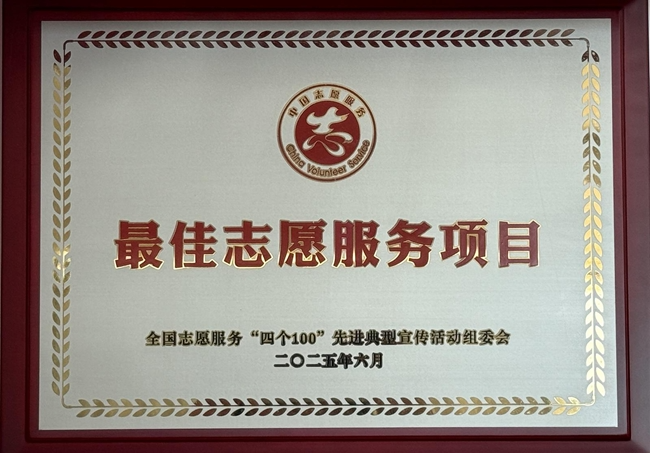 中国志愿服务
志
China Volunteer Service
最佳志愿服务项目
全国志愿服务“四个100”先进典型宣传活动组委会
二〇二五年六月